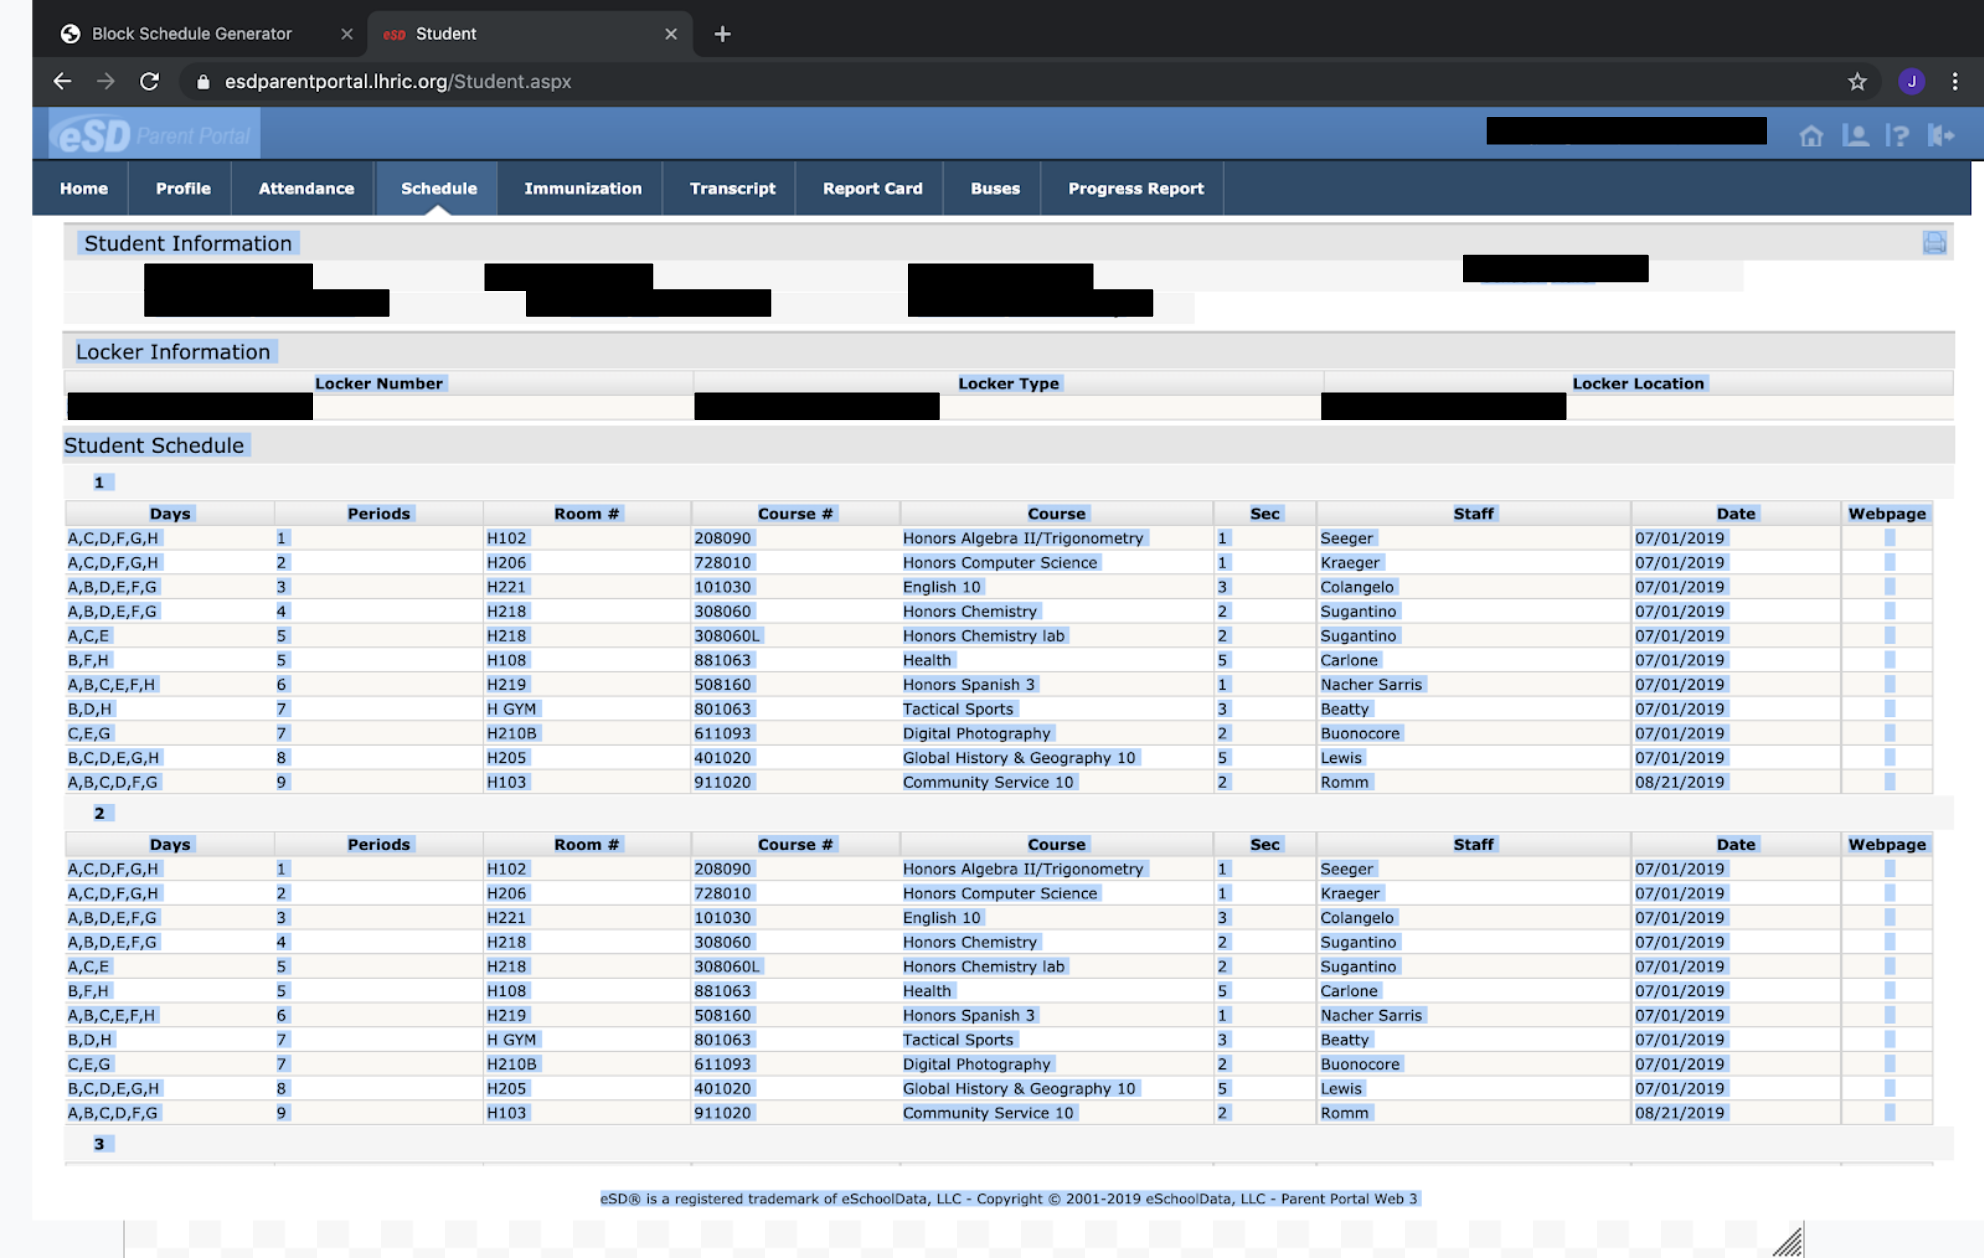 Block Schedule Generator
eSD Student
esdparentportal.lhric.org/Student.aspx
J
eSD Parent Portal
Home Profile Attendance Schedule Immunization Transcript Report Card Buses Progress Report
Student Information
Locker Information
Locker Number Locker Type Locker Location
Student Schedule
1
Days Periods Room # Course # Course Sec Staff Date Webpage
A,C,D,F,G,H 1 H102 208090 Honors Algebra II/Trigonometry 1 Seeger 07/01/2019
A,C,D,F,G,H 2 H206 728010 Honors Computer Science 1 Kraeger 07/01/2019
A,B,D,E,F,G 3 H221 101030 English 10 3 Colangelo 07/01/2019
A,B,D,E,F,G 4 H218 308060 Honors Chemistry 2 Sugantino 07/01/2019
A,C,E 5 H218 308060L Honors Chemistry lab 2 Sugantino 07/01/2019
B,F,H 5 H108 881063 Health 5 Carlone 07/01/2019
A,B,C,E,F,H 6 H219 508160 Honors Spanish 3 1 Nacher Sarris 07/01/2019
B,D,H 7 H GYM 801063 Tactical Sports 3 Beatty 07/01/2019
C,E,G 7 H210B 611093 Digital Photography 2 Buonocore 07/01/2019
B,C,D,E,G,H 8 H205 401020 Global History & Geography 10 5 Lewis 07/01/2019
A,B,C,D,F,G 9 H103 911020 Community Service 10 2 Romm 08/21/2019
2
Days Periods Room # Course # Course Sec Staff Date Webpage
A,C,D,F,G,H 1 H102 208090 Honors Algebra II/Trigonometry 1 Seeger 07/01/2019
A,C,D,F,G,H 2 H206 728010 Honors Computer Science 1 Kraeger 07/01/2019
A,B,D,E,F,G 3 H221 101030 English 10 3 Colangelo 07/01/2019
A,B,D,E,F,G 4 H218 308060 Honors Chemistry 2 Sugantino 07/01/2019
A,C,E 5 H218 308060L Honors Chemistry lab 2 Sugantino 07/01/2019
B,F,H 5 H108 881063 Health 5 Carlone 07/01/2019
A,B,C,E,F,H 6 H219 508160 Honors Spanish 3 1 Nacher Sarris 07/01/2019
B,D,H 7 H GYM 801063 Tactical Sports 3 Beatty 07/01/2019
C,E,G 7 H210B 611093 Digital Photography 2 Buonocore 07/01/2019
B,C,D,E,G,H 8 H205 401020 Global History & Geography 10 5 Lewis 07/01/2019
A,B,C,D,F,G 9 H103 911020 Community Service 10 2 Romm 08/21/2019
3
eSD® is a registered trademark of eSchoolData, LLC - Copyright © 2001-2019 eSchoolData, LLC - Parent Portal Web 3